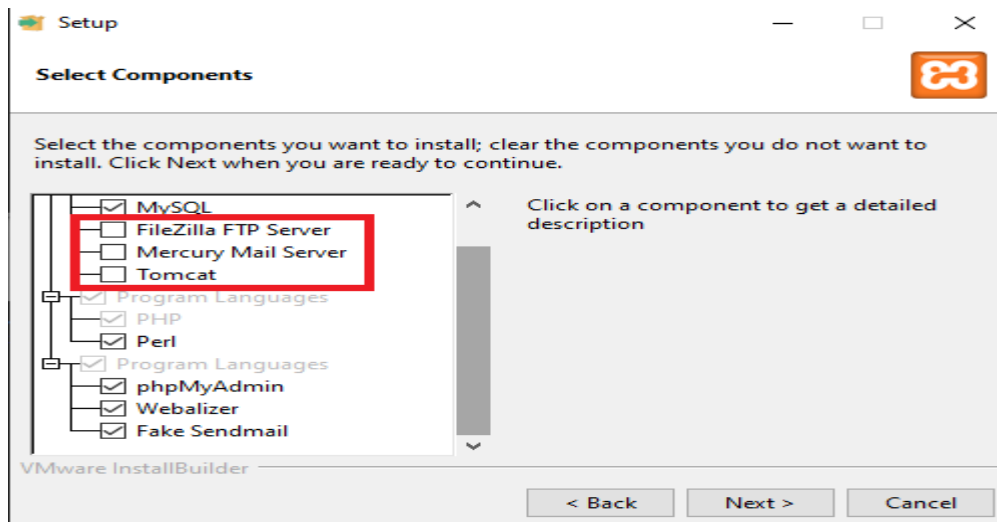 Setup
Select Components
Select the components you want to install; clear the components you do not want to
install. Click Next when you are ready to continue.
MySQL
FileZilla FTP Server
Mercury Mail Server
Tomcat
Program Languages
PHP
Perl
Program Languages
phpMyAdmin
Webalizer
Fake Sendmail
Click on a component to get a detailed
description
VMware InstallBuilder
< Back
Next >
Cancel